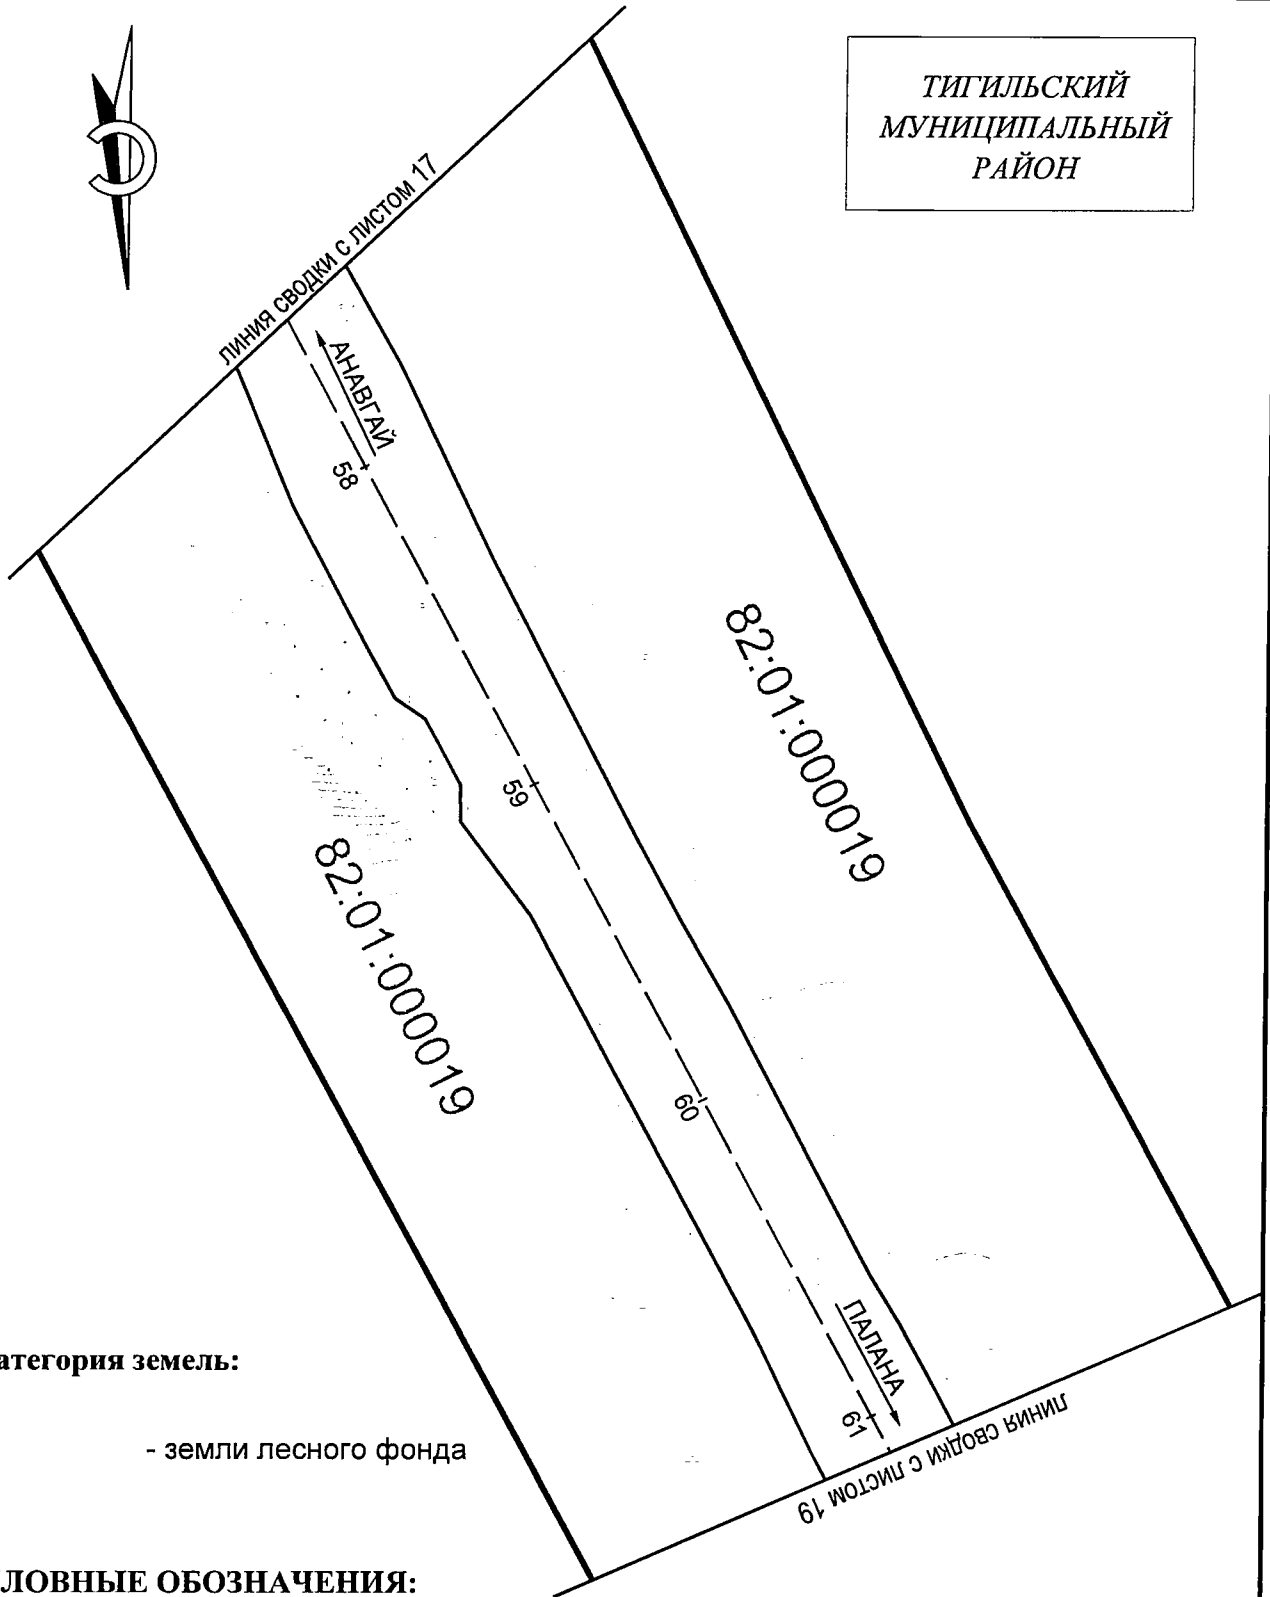 ТИГИЛЬСКИЙ
МУНИЦИПАЛЬНЫЙ
РАЙОН
С
ЛИНИЯ СВОДКИ С ЛИСТОМ 17
АНАВГАЙ
58
82:01:000019
59
82:01:000019
60
ПАЛАНА
61
ЛИНИЯ СВОДКИ С ЛИСТОМ 19
атегория земель:
- земли лесного фонда
ЛОВНЫЕ ОБОЗНАЧЕНИЯ: